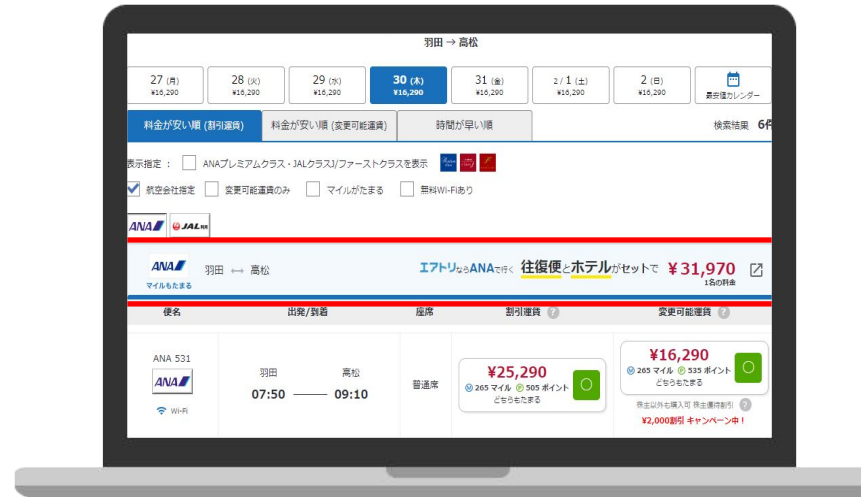 羽田 → 高松
27 (月) 28 (火) 29 (水) 30 (木) 31 (金) 2 / 1 (土) 2 (日)
¥16,290 ¥16,290 ¥16,290 ¥16,290 ¥16,290 ¥16,290 ¥16,290 最安値カレンダー
料金が安い順 (割引運賃) 料金が安い順 (変更可能運賃) 時間が早い順 検索結果 6件
表示指定 : ANAプレミアムクラス・JALクラスJ/ファーストクラスを表示
航空会社指定 変更可能運賃のみ マイルがたまる 無料Wi-Fiあり
ANA JAL
ANA 羽田 ↔ 高松 エアトリならANAで行く 往復便とホテルがセットで ¥31,970
マイルもたまる 1名の料金
便名 出発/到着 座席 割引運賃 ? 変更可能運賃 ?
ANA 531
ANA
Wi-Fi
羽田 高松
07:50 09:10
普通席
¥25,290
M 265 マイル P 505 ポイント
どちらもたまる
¥16,290
M 265 マイル P 535 ポイント
どちらもたまる
株主以外も購入可 株主優待割引 ?
¥2,000割引 キャンペーン中！